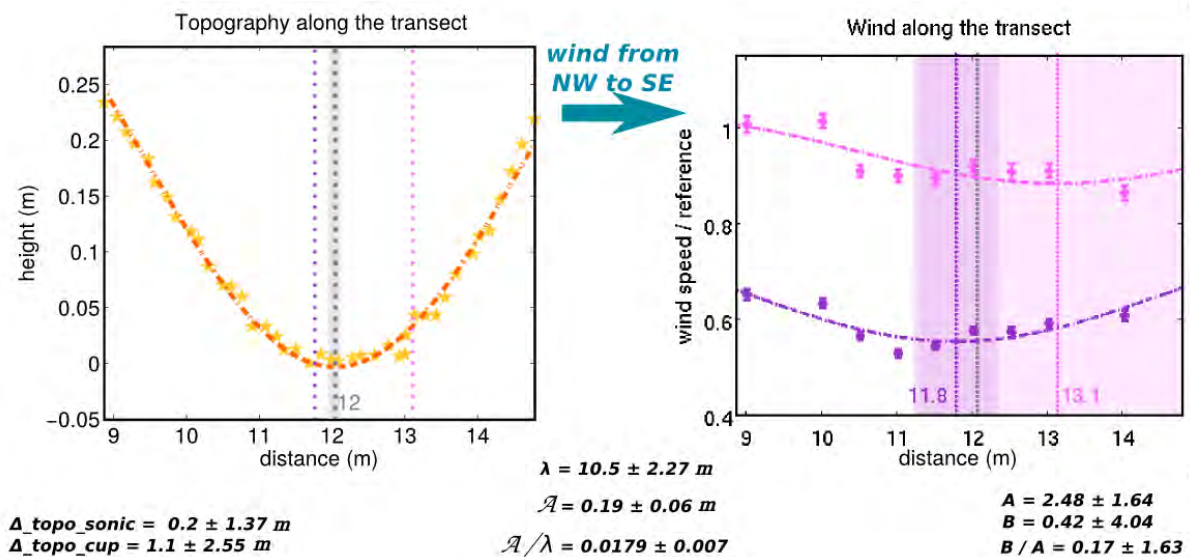 Topography along the transect
0.25
0.2
0.15
0.1
0.05
0
−0.05
height (m)
12
9 10 11 12 13 14
distance (m)
wind from
NW to SE
Wind along the transect
1
0.8
0.6
0.4
wind speed / reference
11.8
13.1
9 10 11 12 13 14
distance (m)
λ = 10.5 ± 2.27 m
𝒜 = 0.19 ± 0.06 m
𝒜/λ = 0.0179 ± 0.007
Δ_topo_sonic = 0.2 ± 1.37 m
Δ_topo_cup = 1.1 ± 2.55 m
A = 2.48 ± 1.64
B = 0.42 ± 4.04
B / A = 0.17 ± 1.63